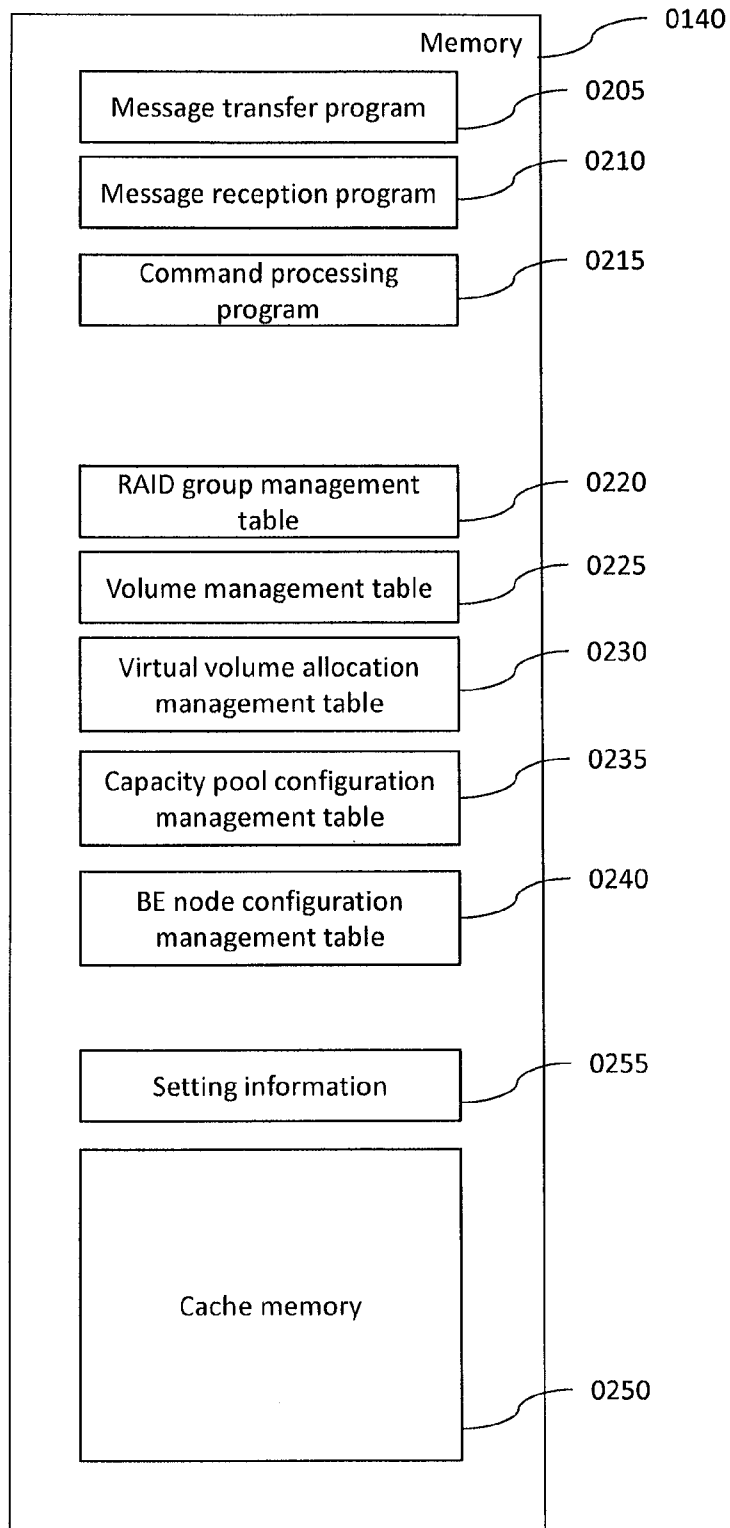 Memory
0140
Message transfer program
0205
Message reception program
0210
Command processing
program
0215
RAID group management
table
0220
Volume management table
0225
Virtual volume allocation
management table
0230
Capacity pool configuration
management table
0235
BE node configuration
management table
0240
Setting information
0255
Cache memory
0250